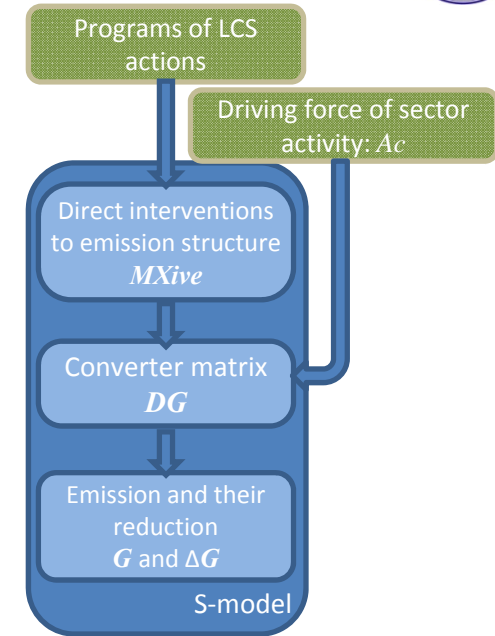 Programs of LCS
actions
Driving force of sector
activity: Ac
Direct interventions
to emission structure
MXive
Converter matrix
DG
Emission and their
reduction
G and ΔG
S-model